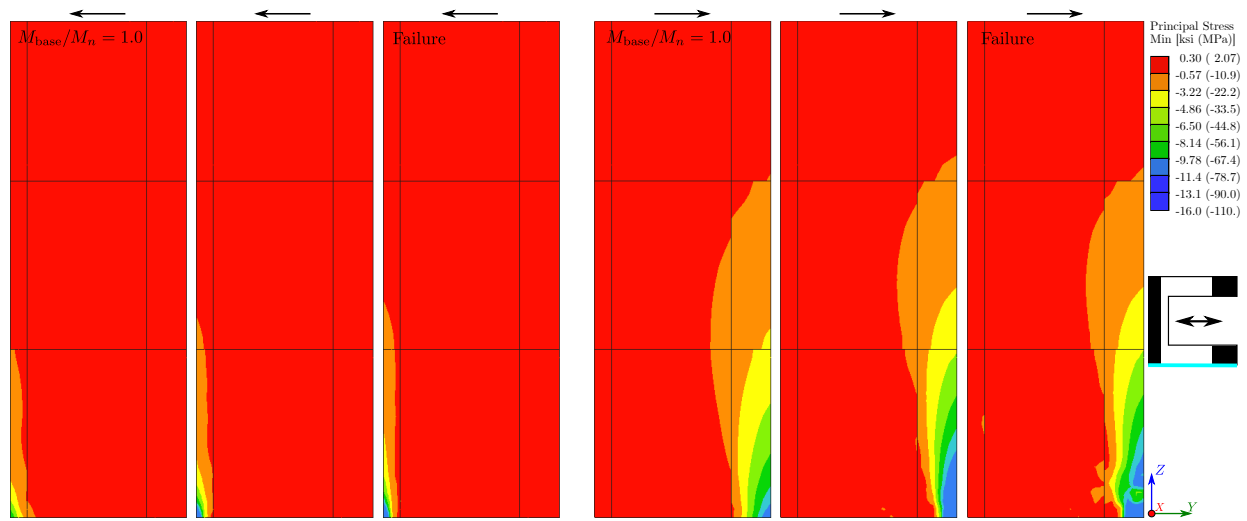 M_base/M_n = 1.0
Failure
M_base/M_n = 1.0
Failure
Principal Stress
Min [ksi (MPa)]
0.30 ( 2.07)
-0.57 (-10.9)
-3.22 (-22.2)
-4.86 (-33.5)
-6.50 (-44.8)
-8.14 (-56.1)
-9.78 (-67.4)
-11.4 (-78.7)
-13.1 (-90.0)
-16.0 (-110.)
Z
X
Y